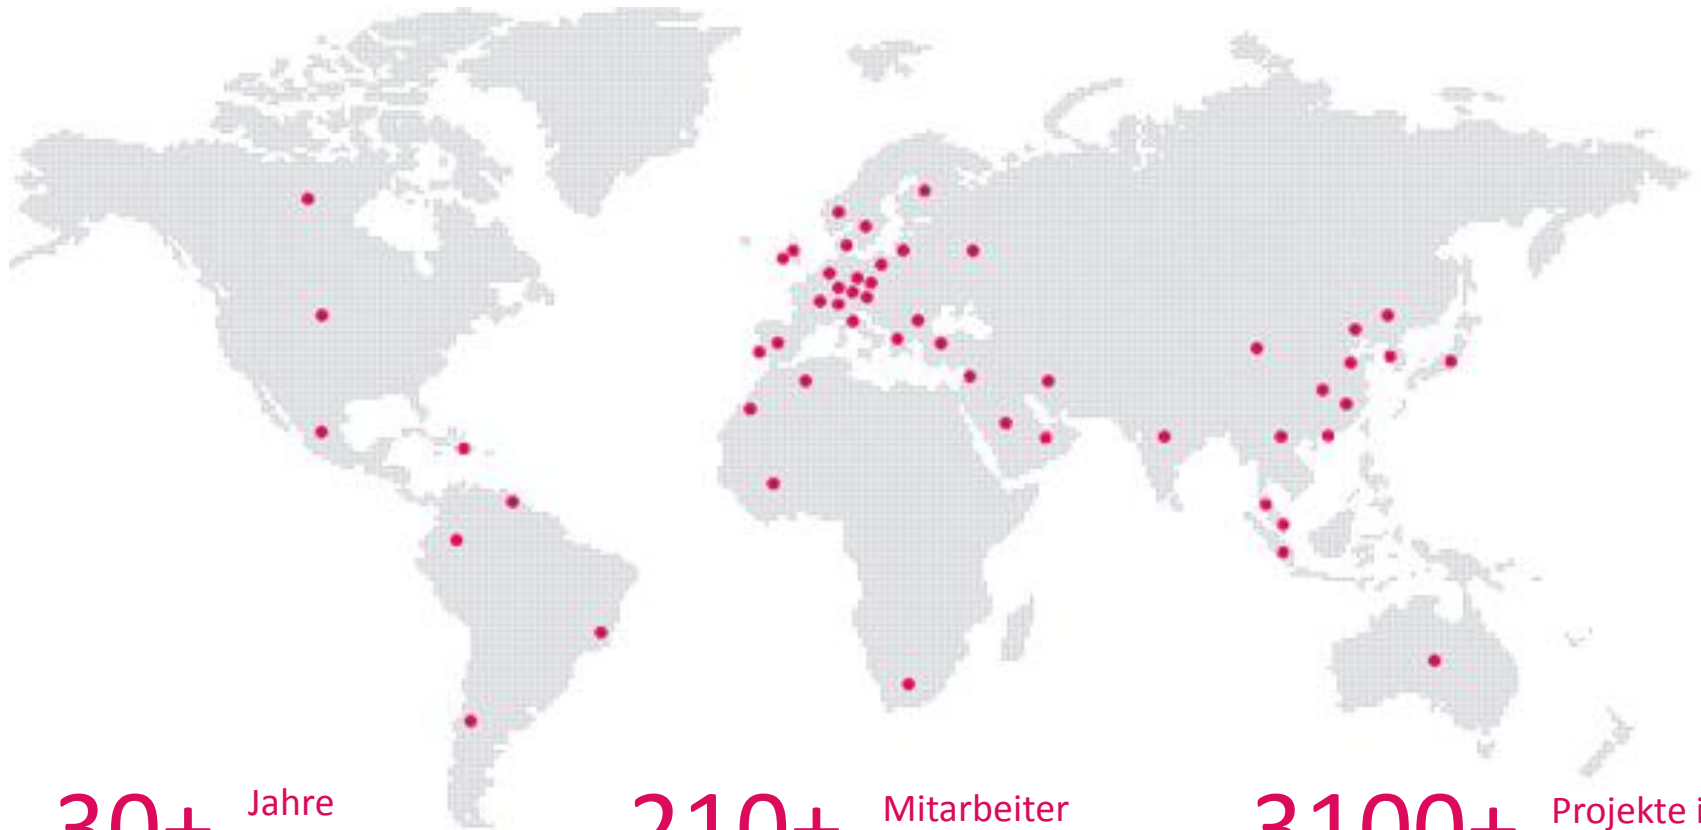 30+ Jahre
210+ Mitarbeiter
3100+ Projekte i